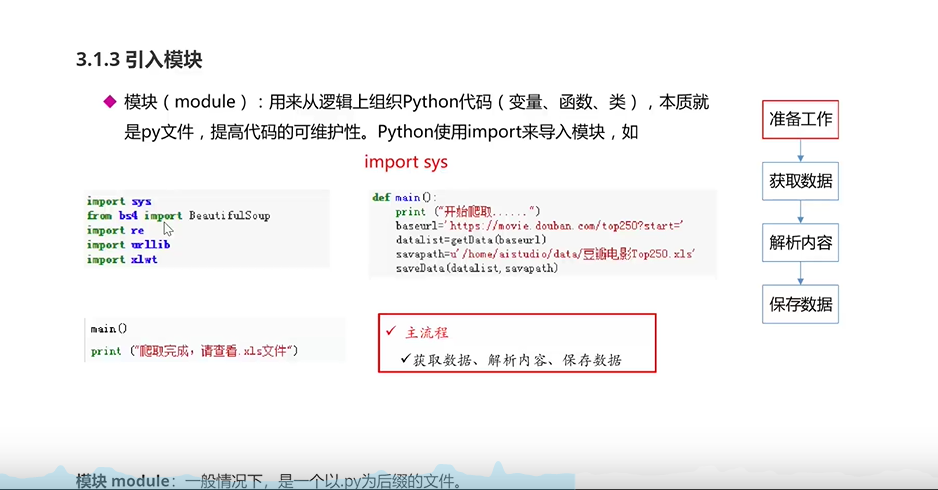 3.1.3 引入模块
◆ 模块（module）：用来从逻辑上组织Python代码（变量、函数、类），本质就
是py文件，提高代码的可维护性。Python使用import来导入模块，如
import sys
import sys
from bs4 import BeautifulSoup
import re
import urllib
import xlwt
def main():
print ("开始爬取......")
baseurl='https://movie.douban.com/top250?start='
datalist=getData(baseurl)
savapath=u'/home/aistudio/data/豆瓣电影Top250.xls'
saveData(datalist,savapath)
main()
print ("爬取完成，请查看.xls文件")
✓ 主流程
✓获取数据、解析内容、保存数据
准备工作
获取数据
解析内容
保存数据
模块 module：一般情况下，是一个以.py为后缀的文件。